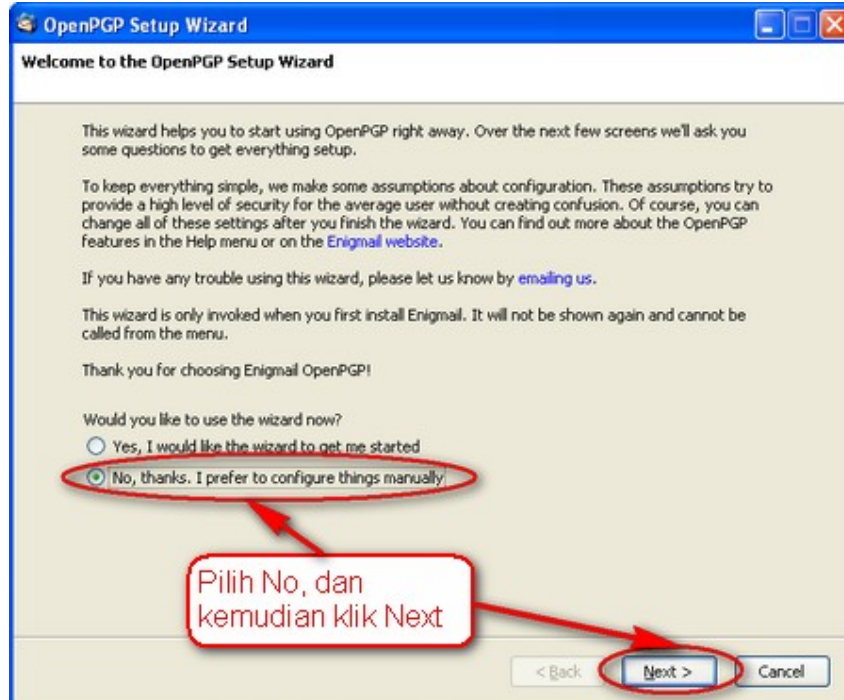 OpenPGP Setup Wizard
Welcome to the OpenPGP Setup Wizard
This wizard helps you to start using OpenPGP right away. Over the next few screens we'll ask you
some questions to get everything setup.
To keep everything simple, we make some assumptions about configuration. These assumptions try to
provide a high level of security for the average user without creating confusion. Of course, you can
change all of these settings after you finish the wizard. You can find out more about the OpenPGP
features in the Help menu or on the Enigmail website.
If you have any trouble using this wizard, please let us know by emailing us.
This wizard is only invoked when you first install Enigmail. It will not be shown again and cannot be
called from the menu.
Thank you for choosing Enigmail OpenPGP!
Would you like to use the wizard now?
Yes, I would like the wizard to get me started
No, thanks. I prefer to configure things manually
Pilih No, dan
kemudian klik Next
< Back Next > Cancel